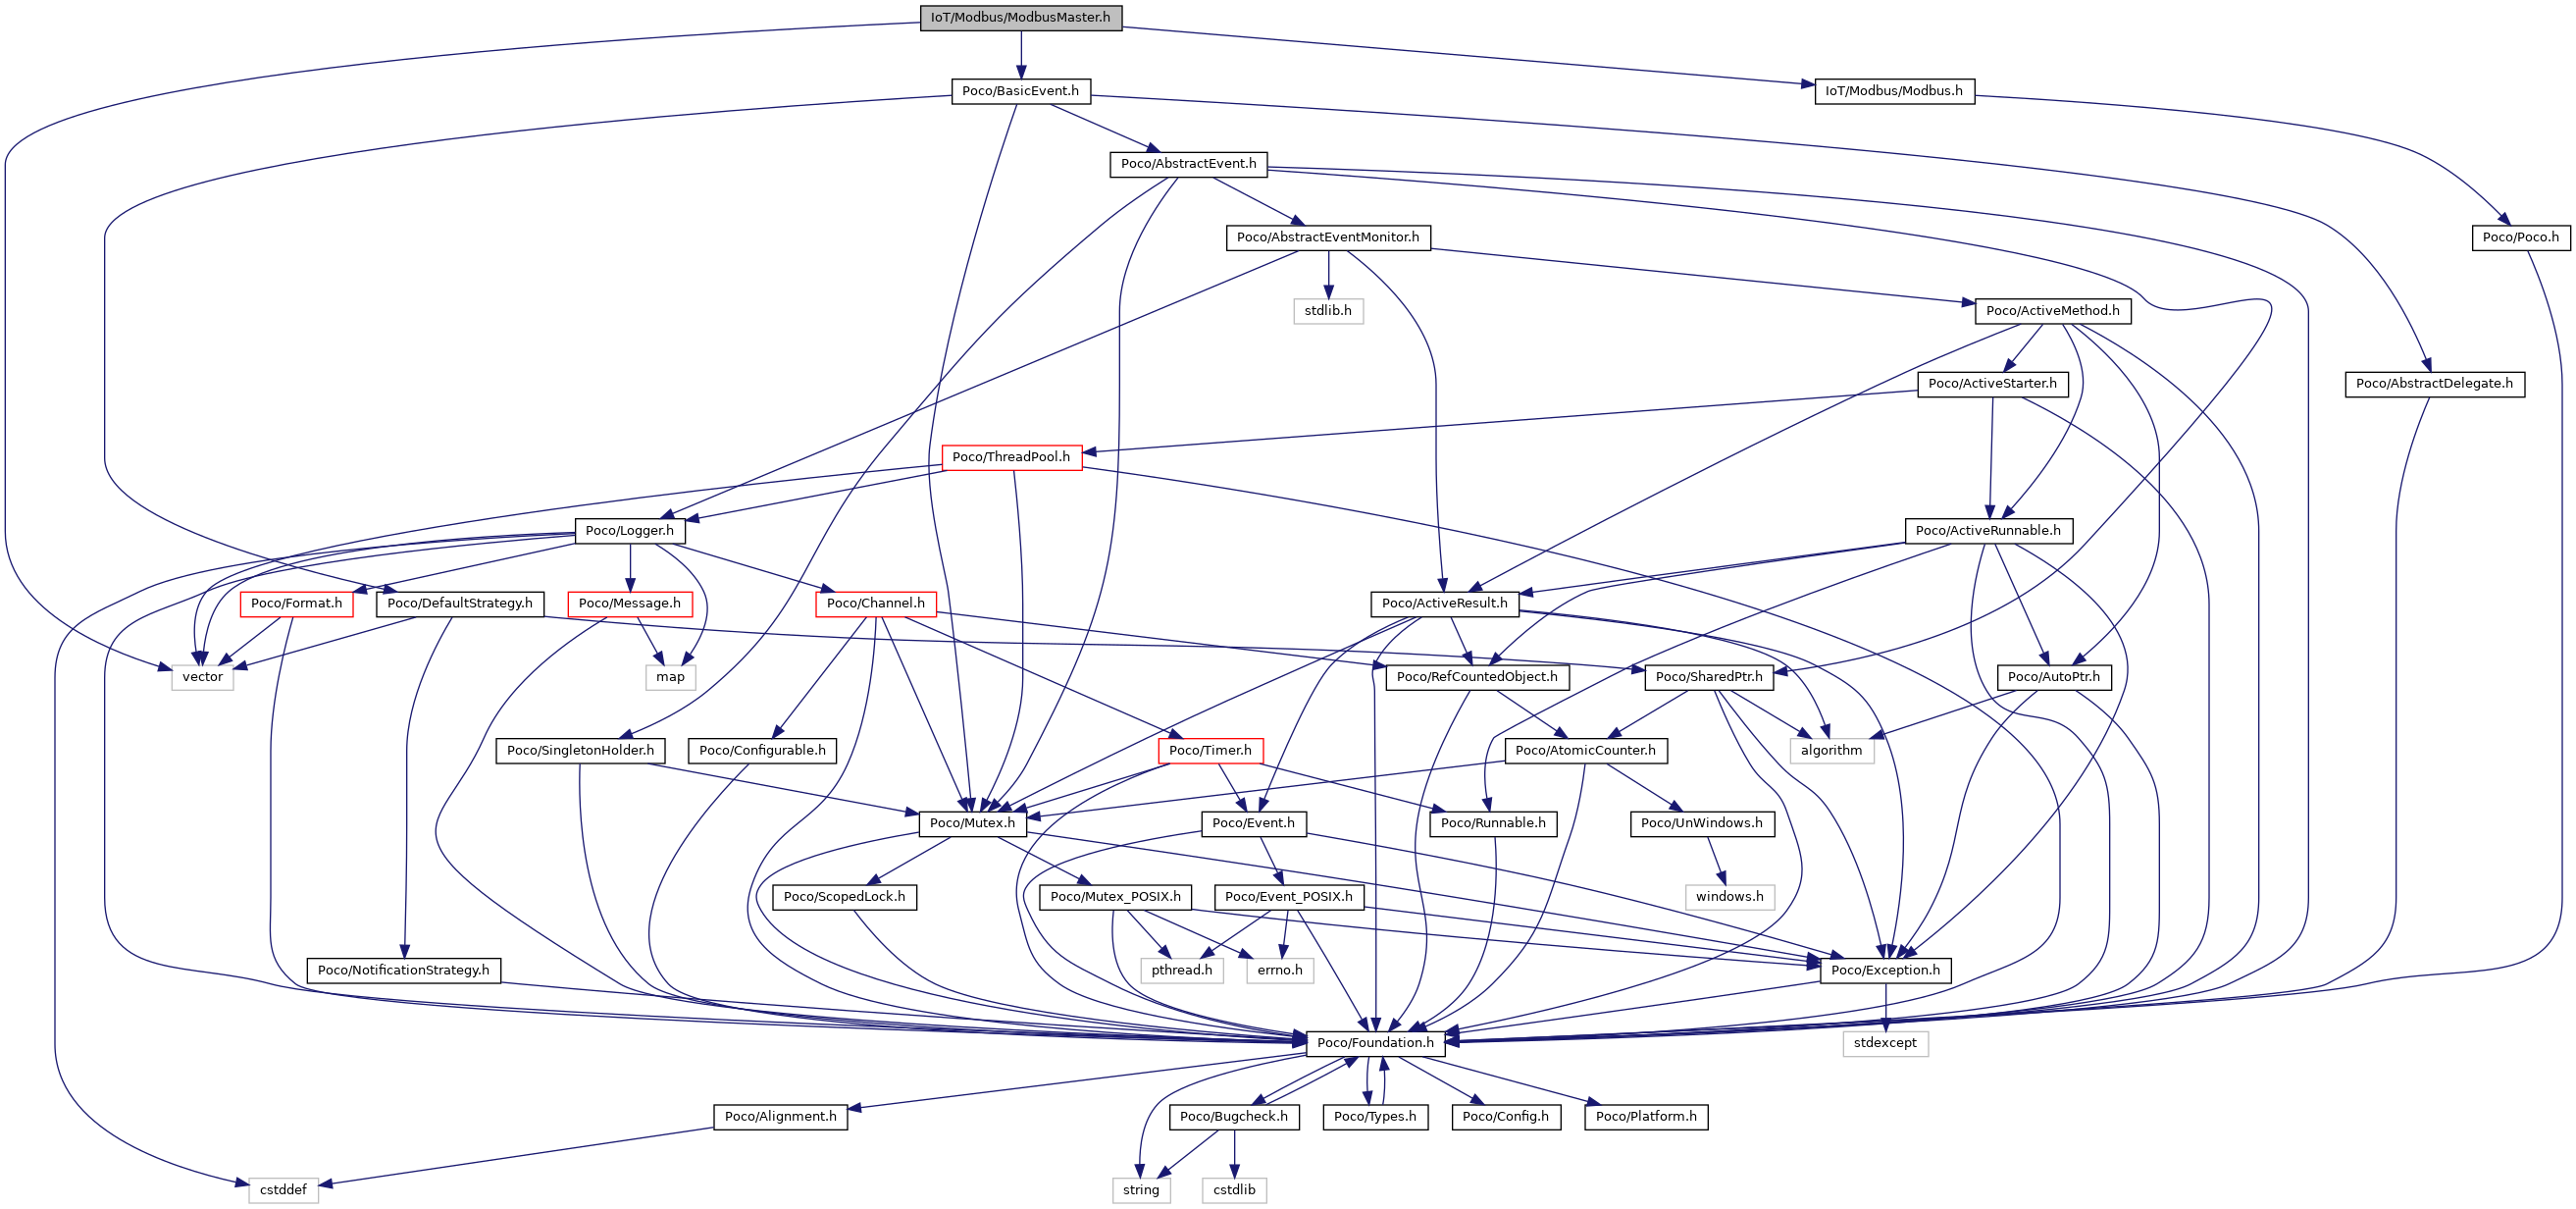 IoT/Modbus/ModbusMaster.h
Poco/BasicEvent.h
IoT/Modbus/Modbus.h
Poco/AbstractEvent.h
Poco/AbstractEventMonitor.h
Poco/Poco.h
stdlib.h
Poco/ActiveMethod.h
Poco/ActiveStarter.h
Poco/AbstractDelegate.h
Poco/ThreadPool.h
Poco/Logger.h
Poco/ActiveRunnable.h
Poco/Format.h
Poco/DefaultStrategy.h
Poco/Message.h
Poco/Channel.h
Poco/ActiveResult.h
vector
map
Poco/RefCountedObject.h
Poco/SharedPtr.h
Poco/AutoPtr.h
Poco/SingletonHolder.h
Poco/Configurable.h
Poco/Timer.h
Poco/AtomicCounter.h
algorithm
Poco/Mutex.h
Poco/Event.h
Poco/Runnable.h
Poco/UnWindows.h
Poco/ScopedLock.h
Poco/Mutex_POSIX.h
Poco/Event_POSIX.h
windows.h
Poco/NotificationStrategy.h
pthread.h
errno.h
Poco/Exception.h
Poco/Foundation.h
stdexcept
Poco/Alignment.h
Poco/Bugcheck.h
Poco/Types.h
Poco/Config.h
Poco/Platform.h
cstddef
string
cstdlib